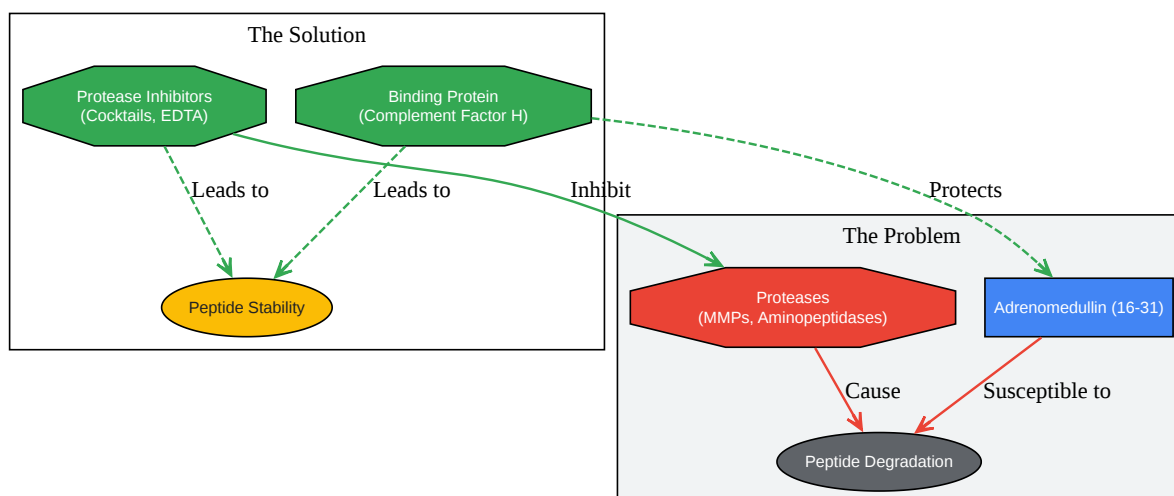 The Solution
Protease Inhibitors
(Cocktails, EDTA)
Binding Protein
(Complement Factor H)
Leads to
Leads to
Inhibit
Protects
Peptide Stability
The Problem
Proteases
(MMPs, Aminopeptidases)
Adrenomedullin (16-31)
Cause
Susceptible to
Peptide Degradation